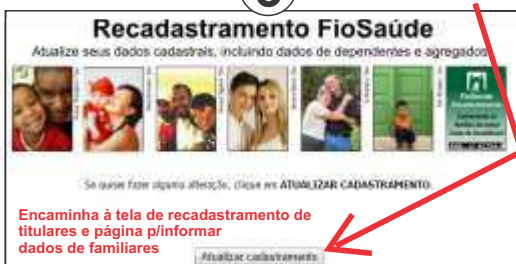 Recadastramento FioSaúde
Atualize seus dados cadastrais, incluindo dados de dependentes e agregados
Se quiser fazer alguma alteração, clique em ATUALIZAR CADASTRAMENTO.
Encaminha à tela de recadastramento de
titulares e página p/informar
dados de familiares
Atualizar cadastramento